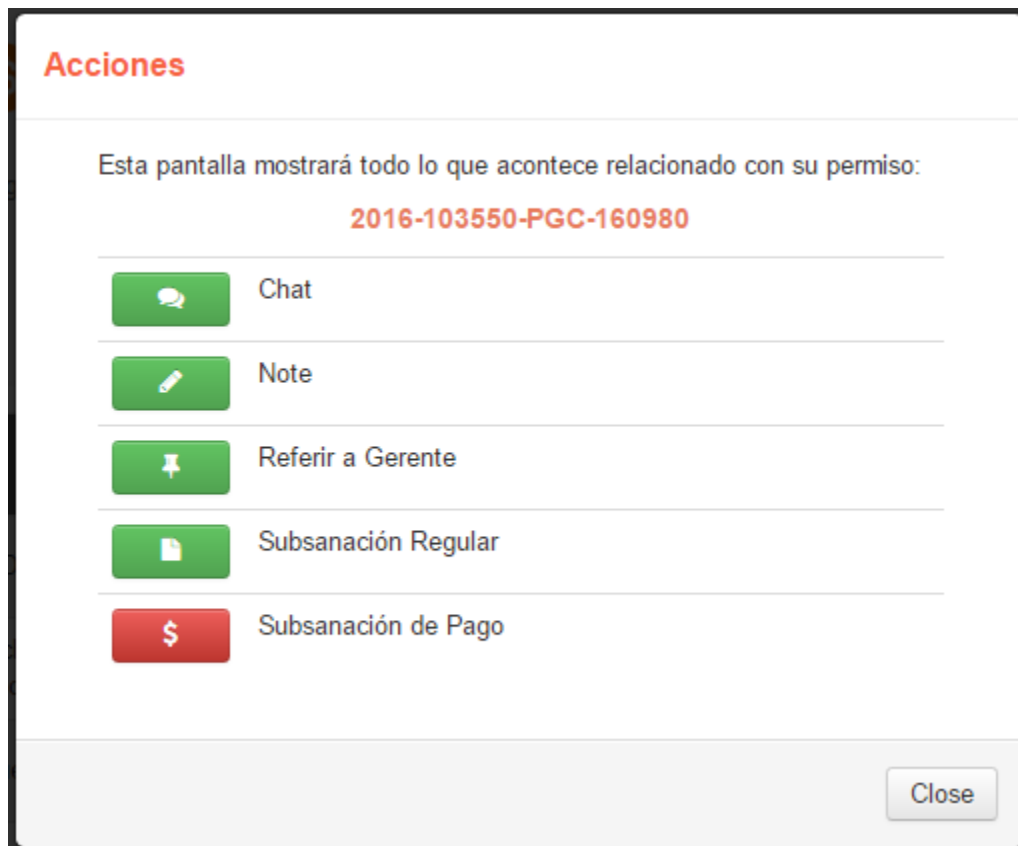 Acciones
Esta pantalla mostrará todo lo que acontece relacionado con su permiso:
2016-103550-PGC-160980
Chat
Note
Referir a Gerente
Subsanación Regular
$ Subsanación de Pago
Close